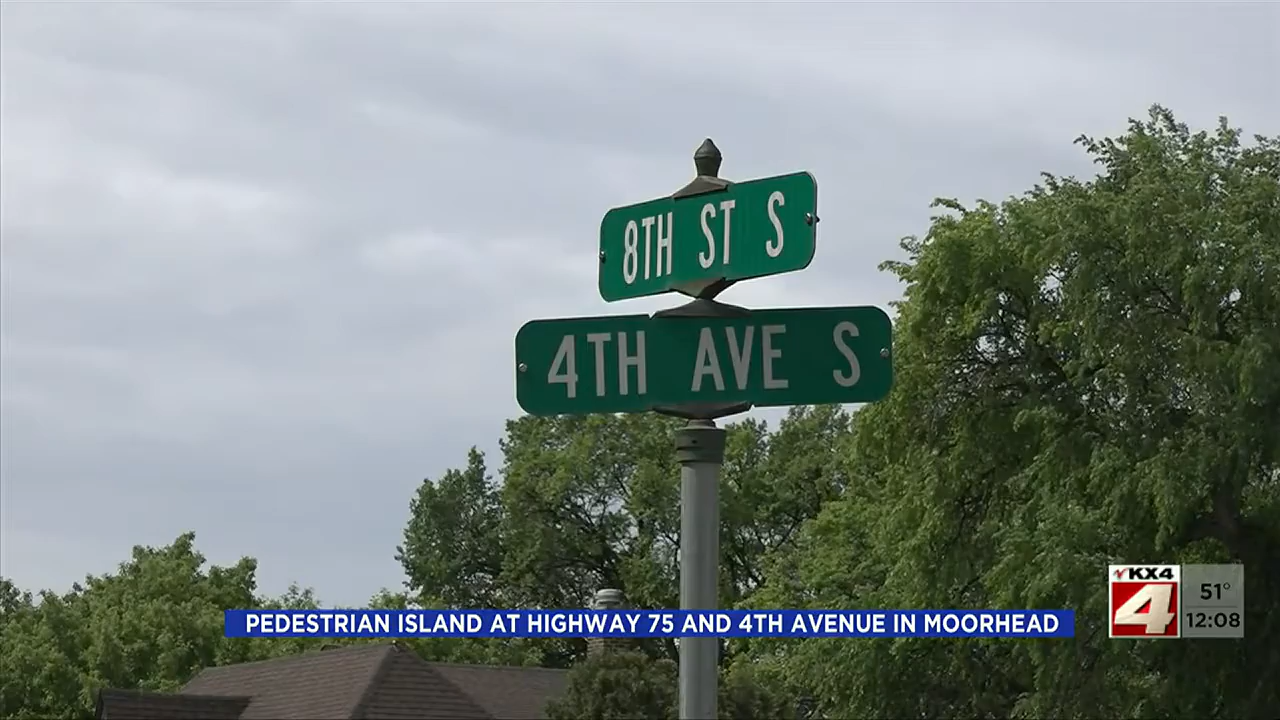 8TH ST S
4TH AVE S
PEDESTRIAN ISLAND AT HIGHWAY 75 AND 4TH AVENUE IN MOORHEAD
KX4
4
51°
12:08